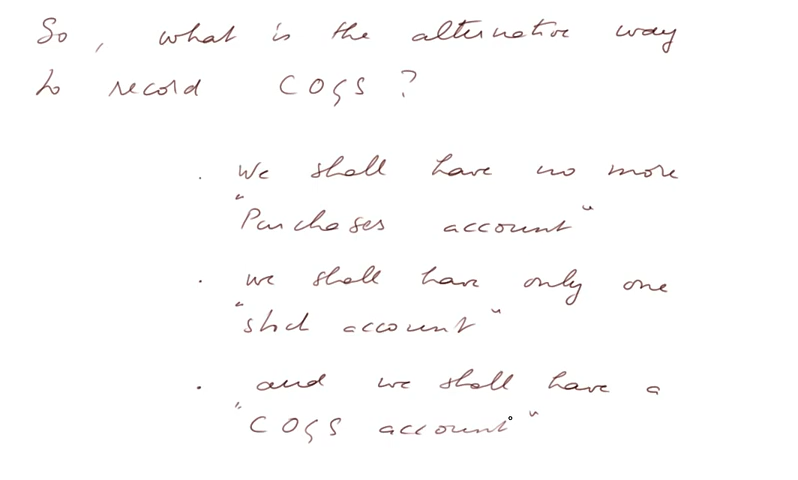 So, what is the alternative way
to record COGS?
. We shall have no more
"Purchases account"
. we shall have only one
"stock account"
. and we shall have a
"COGS account"